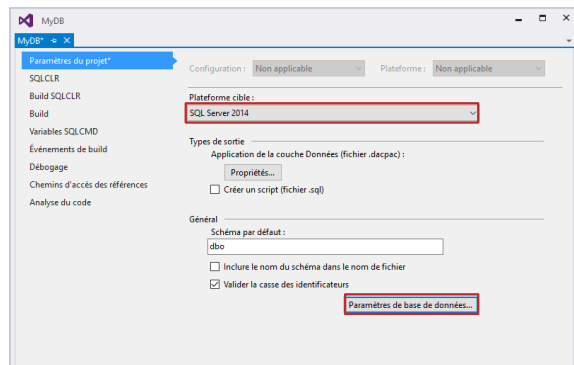 MyDB
MyDB*
Paramètres du projet*
SQLCLR
Build SQLCLR
Build
Variables SQLCMD
Événements de build
Débogage
Chemins d'accès des références
Analyse du code
Configuration : Non applicable Plateforme : Non applicable
Plateforme cible :
SQL Server 2014
Types de sortie
Application de la couche Données (fichier .dacpac) :
Propriétés...
Créer un script (fichier .sql)
Général
Schéma par défaut :
dbo
Inclure le nom du schéma dans le nom de fichier
Valider la casse des identificateurs
Paramètres de base de données...